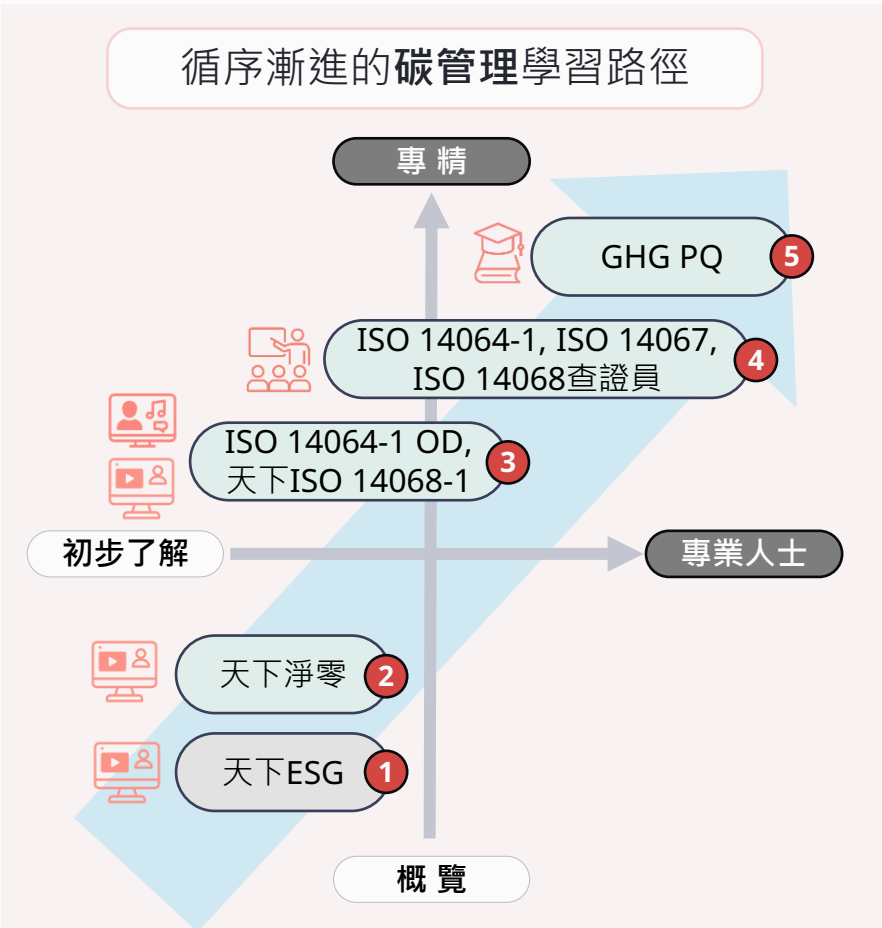 循序漸進的碳管理學習路徑
專 精
GHG PQ
5
ISO 14064-1, ISO 14067,
ISO 14068查證員
4
ISO 14064-1 OD,
天下ISO 14068-1
3
初步了解
專業人士
天下淨零
2
天下ESG
1
概 覽